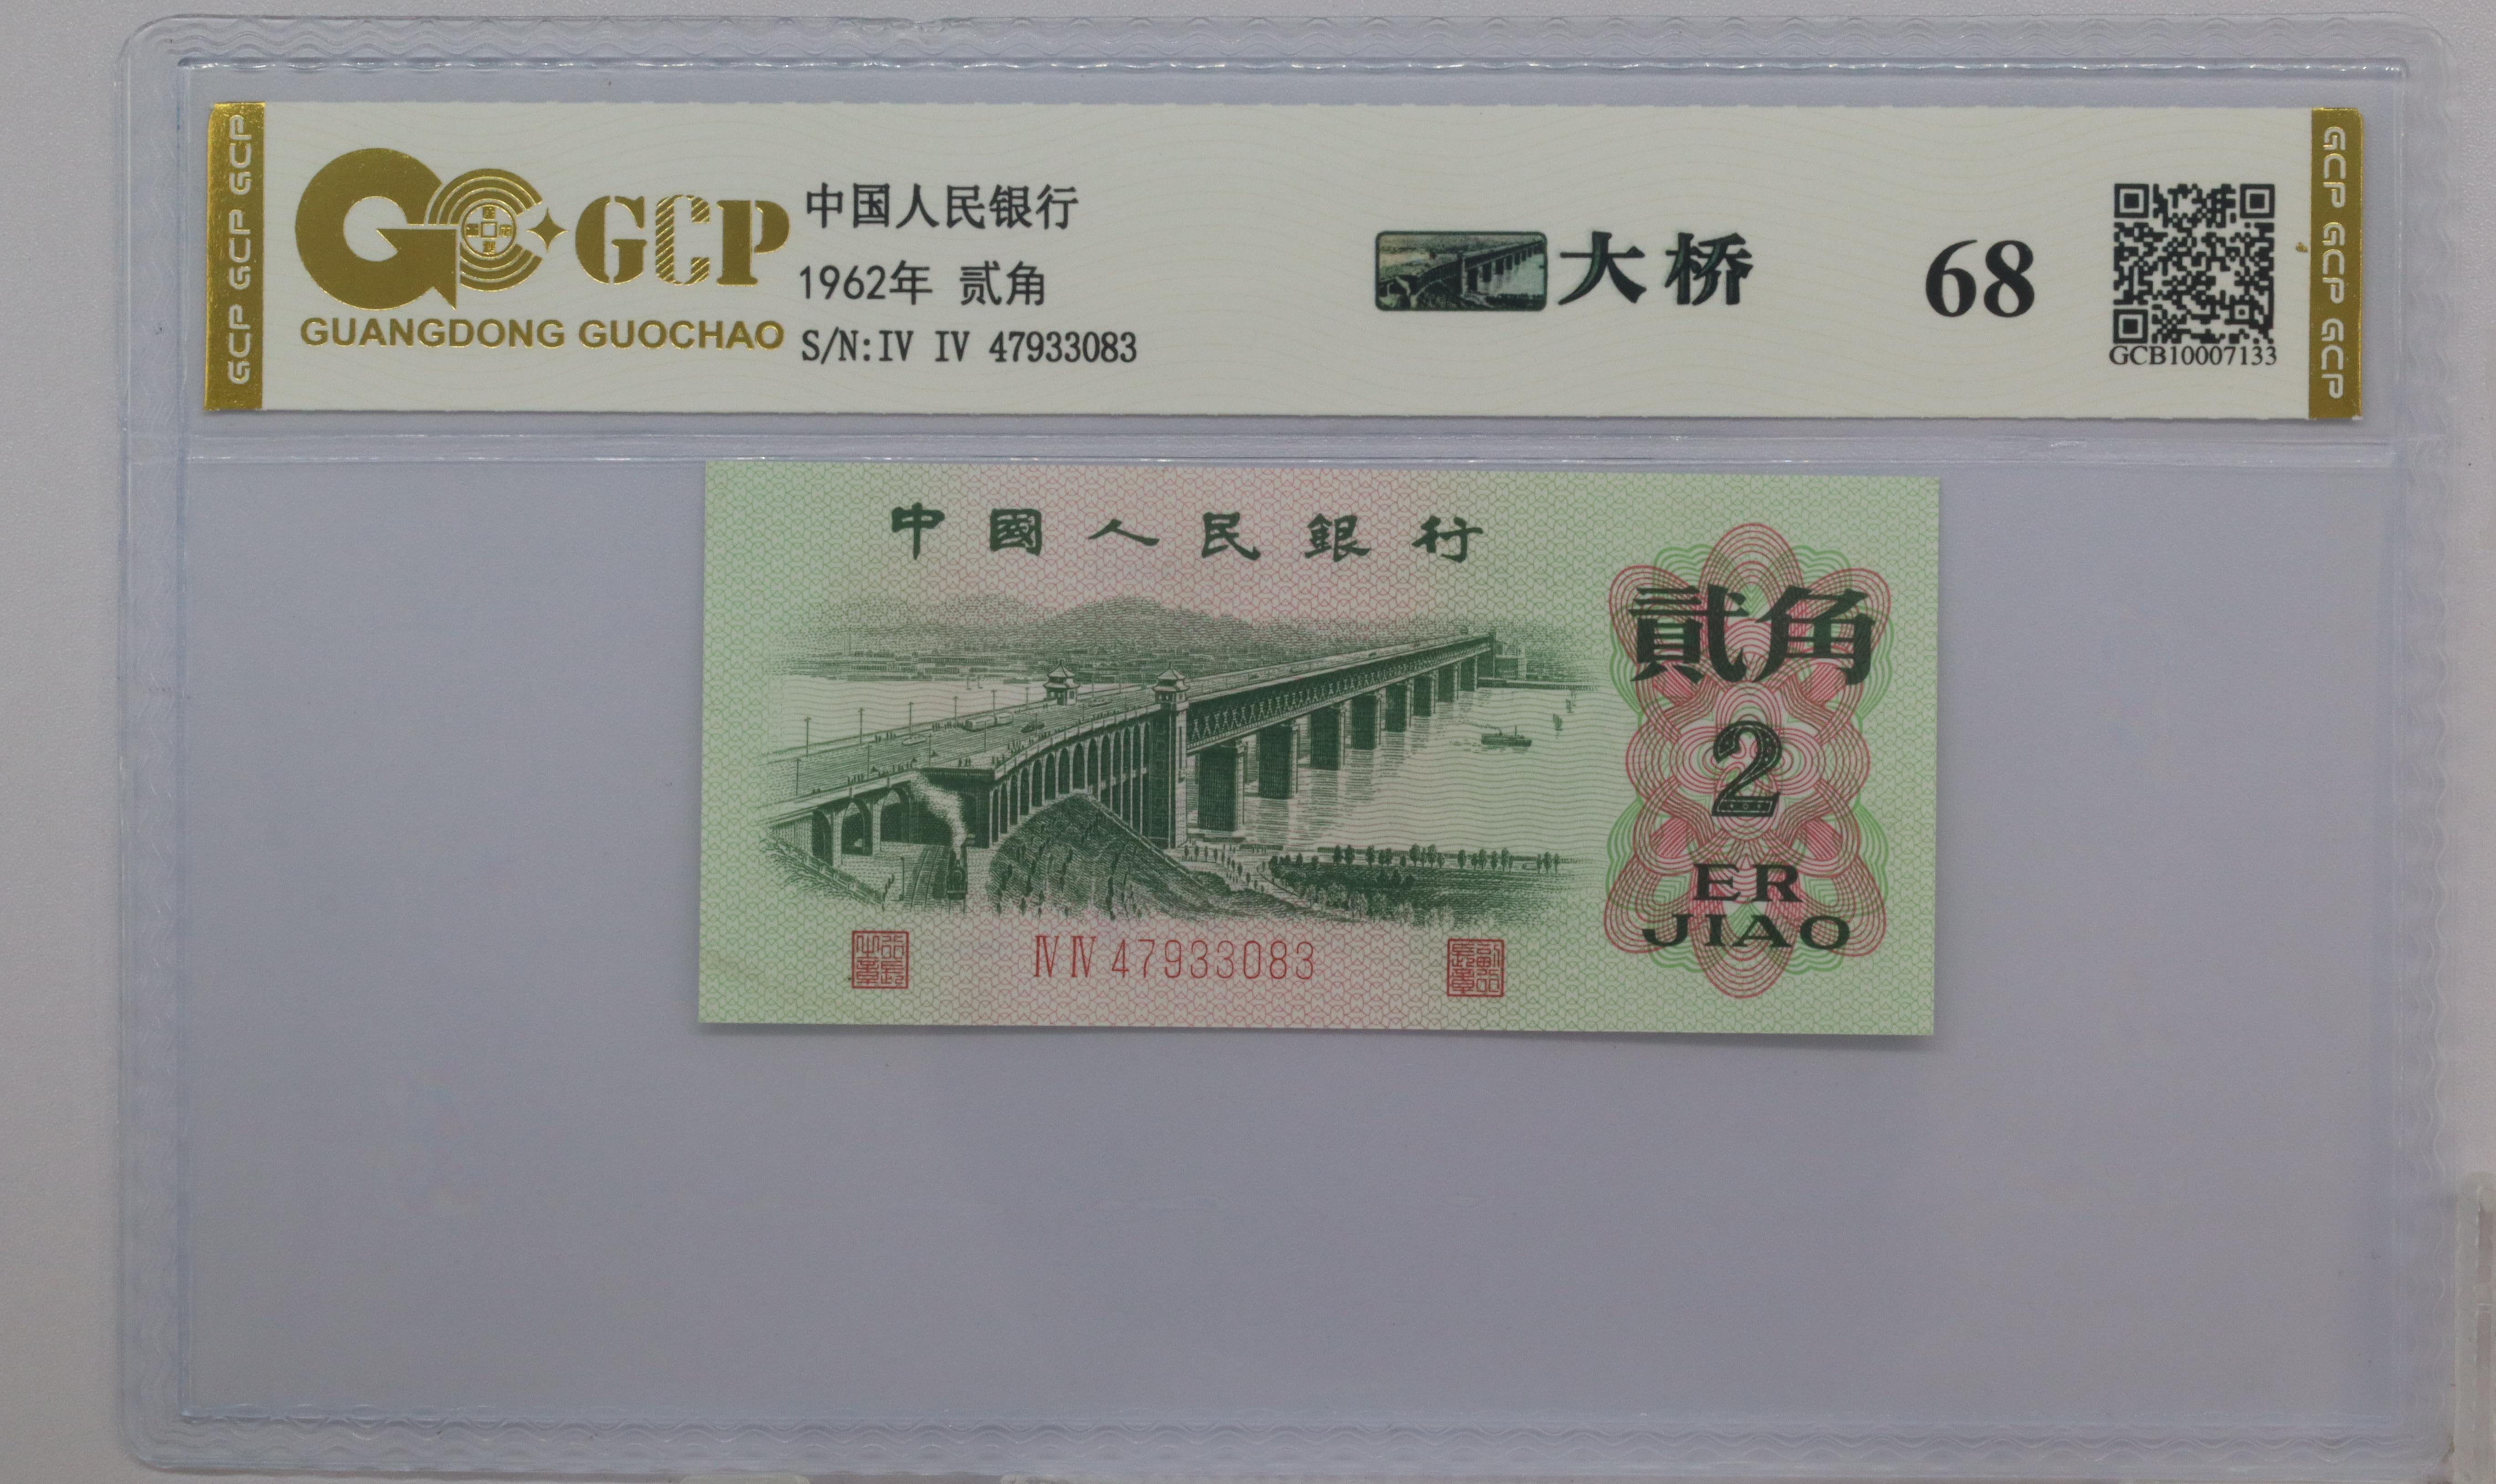 GCP GCP GCP
GCP
GUANGDONG GUOCHAO
中国人民银行
1962年 贰角
S/N:IV IV 47933083
大桥
68
GCB10007133
GCP GCP GCP
中國人民銀行
貳角
2
ER
JIAO
ⅣⅣ 47933083